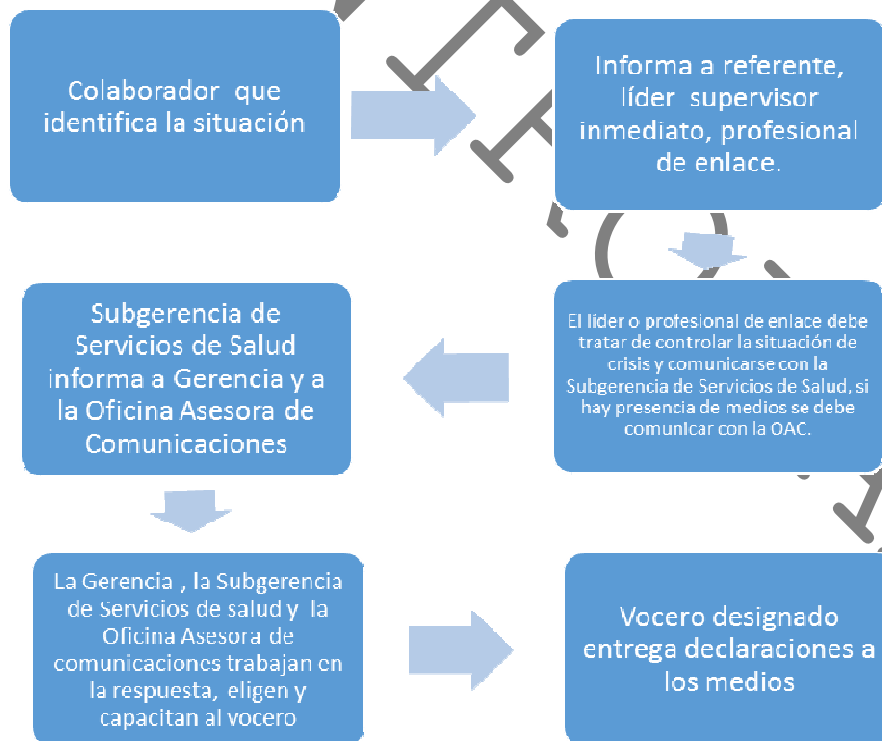 Colaborador que
identifica la situación
Informa a referente,
líder supervisor
inmediato, profesional
de enlace.
El líder o profesional de enlace debe
tratar de controlar la situación de
crisis y comunicarse con la
Subgerencia de Servicios de Salud, si
hay presencia de medios se debe
comunicar con la OAC.
Subgerencia de
Servicios de Salud
informa a Gerencia y a
la Oficina Asesora de
Comunicaciones
La Gerencia , la Subgerencia
de Servicios de salud y la
Oficina Asesora de
comunicaciones trabajan en
la respuesta, eligen y
capacitan al vocero
Vocero designado
entrega declaraciones a
los medios